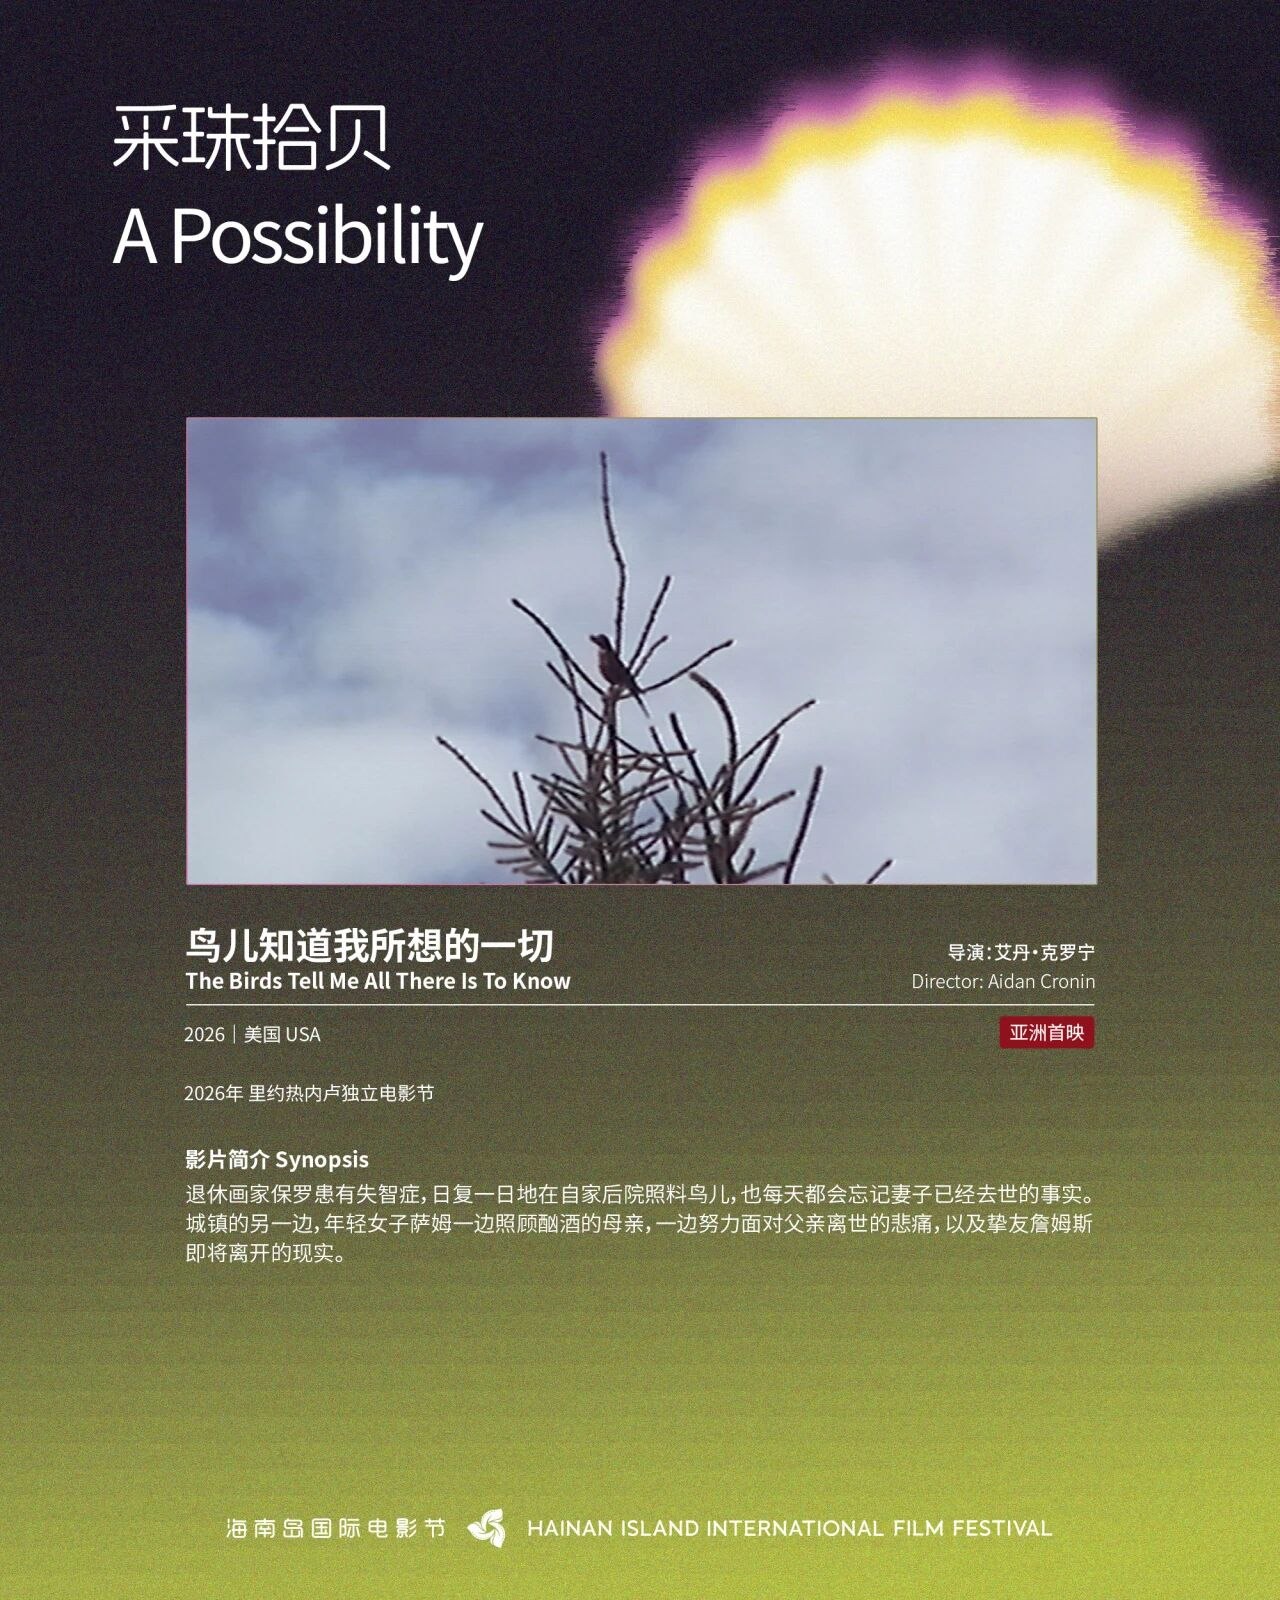 采珠拾贝
A Possibility
鸟儿知道我所想的一切
The Birds Tell Me All There Is To Know
导演：艾丹·克罗宁
Director: Aidan Cronin
2026｜美国 USA
亚洲首映
2026年 里约热内卢独立电影节
影片简介 Synopsis
退休画家保罗患有失智症，日复一日地在自家后院照料鸟儿，也每天都会忘记妻子已经去世的事实。
城镇的另一边，年轻女子萨姆一边照顾酗酒的母亲，一边努力面对父亲离世的悲痛，以及挚友詹姆斯
即将离开的现实。
海南岛国际电影节 HAINAN ISLAND INTERNATIONAL FILM FESTIVAL